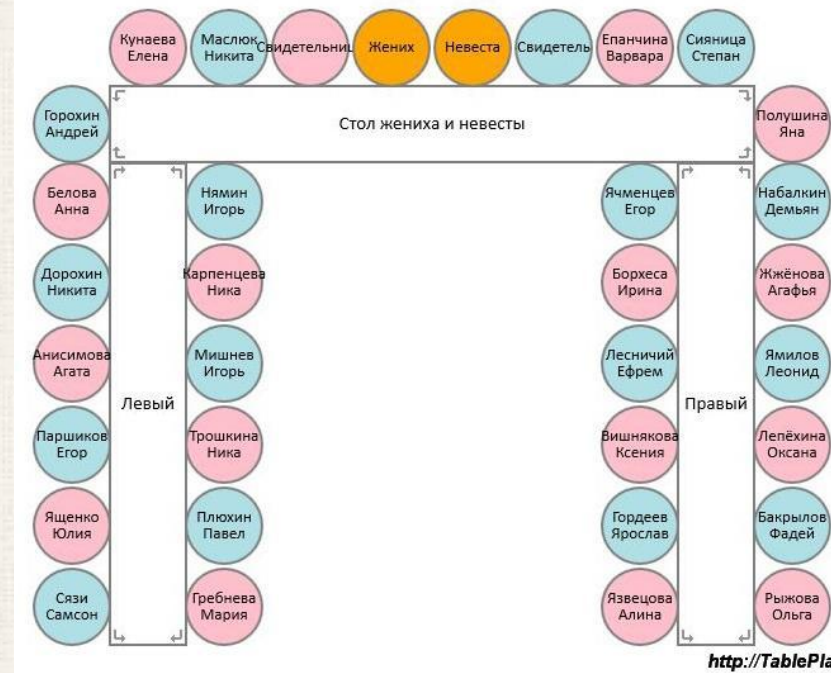 Кунаева
Елена
Маслюк
Никита
Свидетельниц
Жених
Невеста
Свидетель
Епанчина
Варвара
Сияница
Степан
Горохин
Андрей
Стол жениха и невесты
Полушина
Яна
Белова
Анна
Нямин
Игорь
Ячменцев
Егор
Набалкин
Демьян
Дорохин
Никита
Карпенцева
Ника
Борхеса
Ирина
Жжёнова
Агафья
Анисимова
Агата
Мишнев
Игорь
Лесничий
Ефрем
Ямилов
Леонид
Левый
Правый
Паршиков
Егор
Трошкина
Ника
Вишнякова
Ксения
Лепёхина
Оксана
Ященко
Юлия
Плюхин
Павел
Гордеев
Ярослав
Бакрылов
Фадей
Сязи
Самсон
Гребнева
Мария
Язвецова
Алина
Рыжова
Ольга
http://TablePla